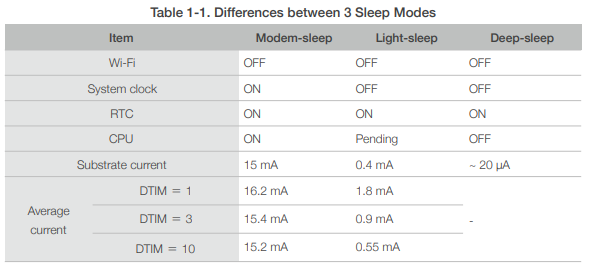 Table 1-1. Differences between 3 Sleep Modes
Item Modem-sleep Light-sleep Deep-sleep
Wi-Fi OFF OFF OFF
System clock ON OFF OFF
RTC ON ON ON
CPU ON Pending OFF
Substrate current 15 mA 0.4 mA ~ 20 μA
Average current
DTIM = 1 16.2 mA 1.8 mA
DTIM = 3 15.4 mA 0.9 mA -
DTIM = 10 15.2 mA 0.55 mA